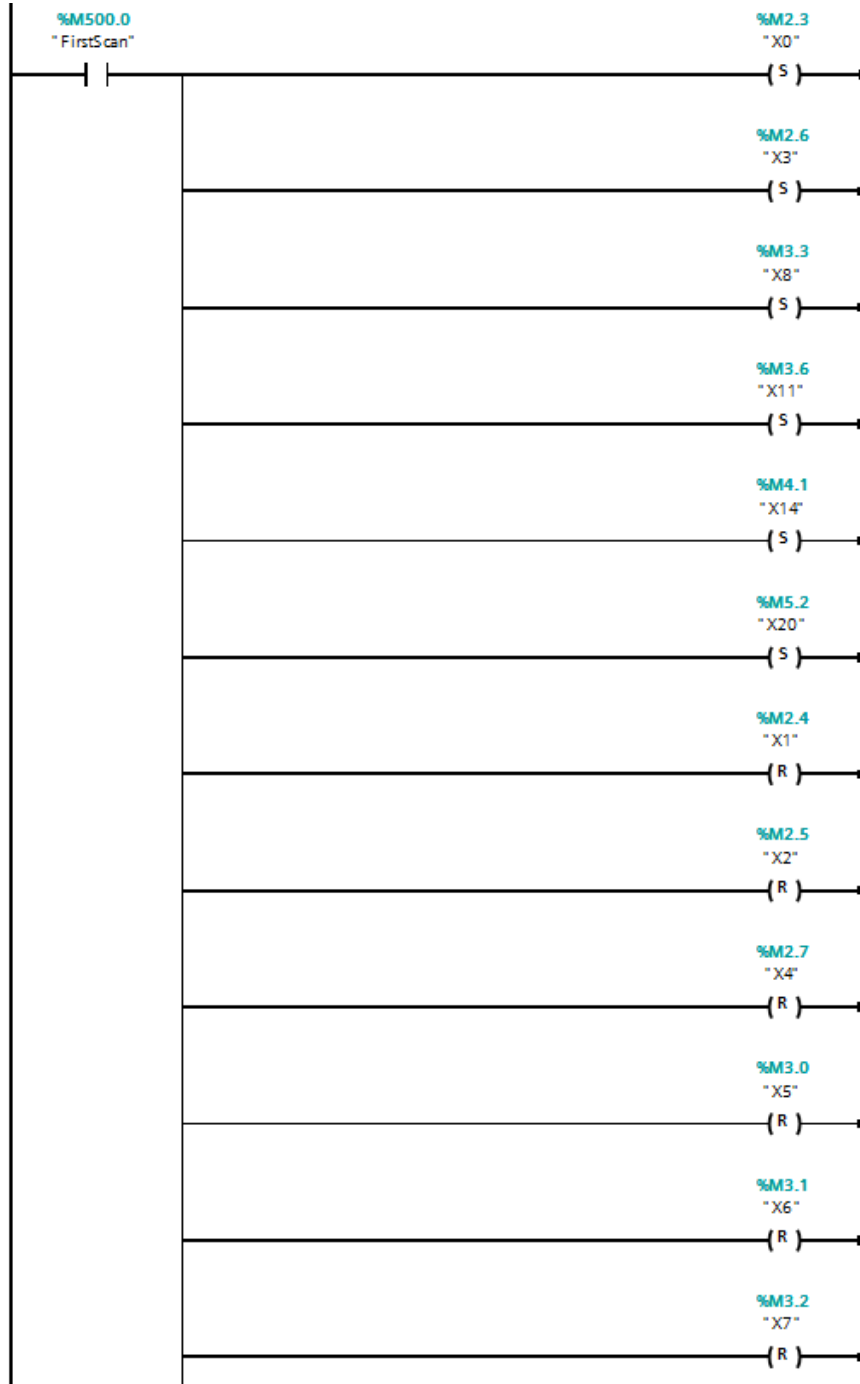 %M500.0
"FirstScan"
%M2.3
"X0"
S
%M2.6
"X3"
S
%M3.3
"X8"
S
%M3.6
"X11"
S
%M4.1
"X14"
S
%M5.2
"X20"
S
%M2.4
"X1"
R
%M2.5
"X2"
R
%M2.7
"X4"
R
%M3.0
"X5"
R
%M3.1
"X6"
R
%M3.2
"X7"
R